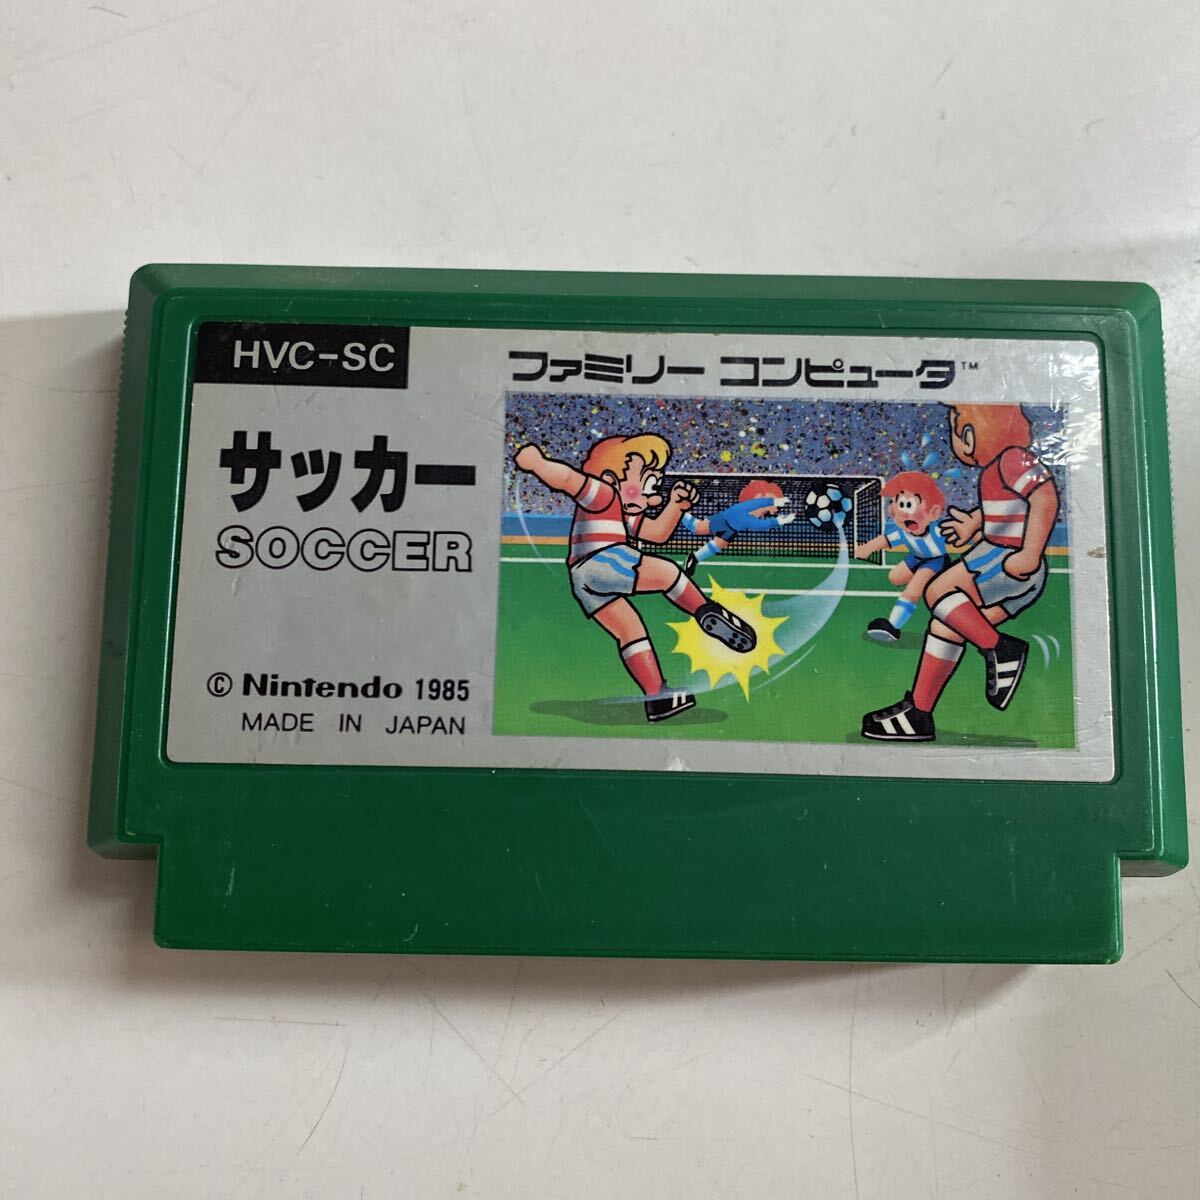 HVC-SC
ファミリー コンピュータ™
サッカー
SOCCER
© Nintendo 1985
MADE IN JAPAN